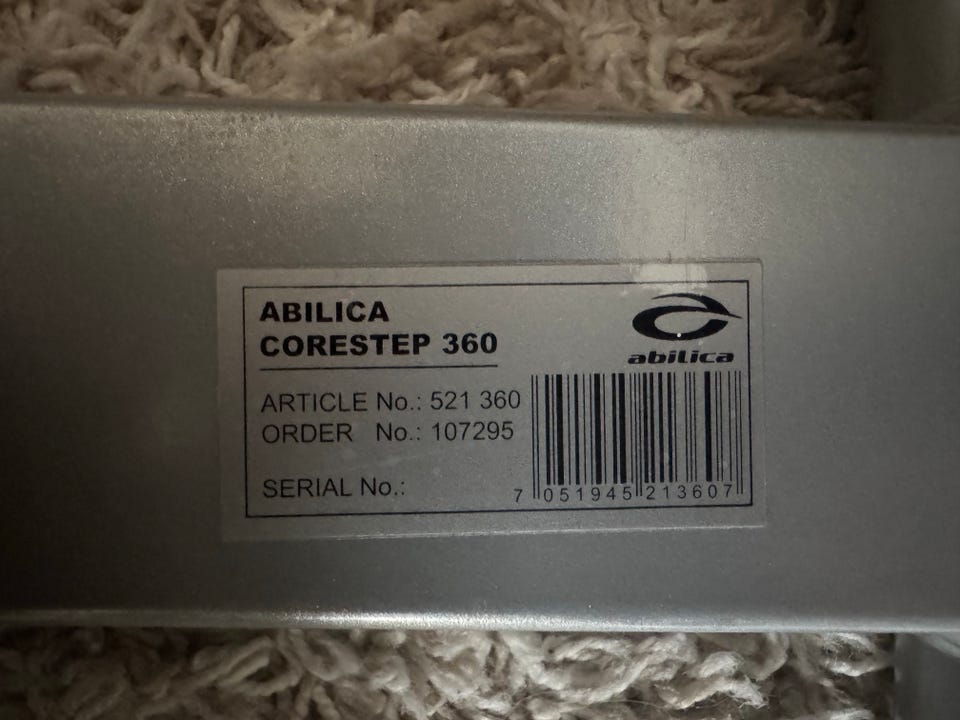 ABILICA
CORESTEP 360
abilica
ARTICLE No.: 521 360
ORDER No.: 107295
SERIAL No.:
7 051945 213607